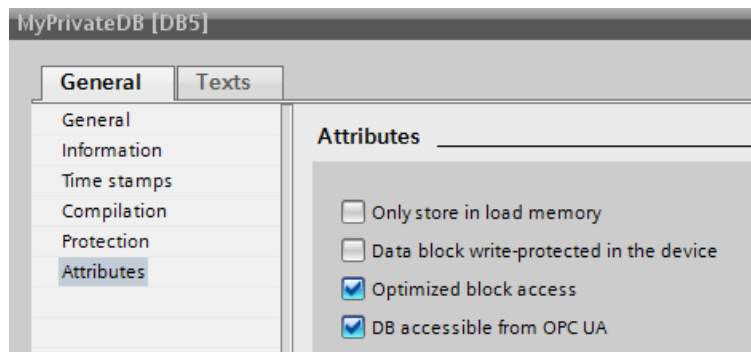 MyPrivateDB [DB5]
General Texts
General
Information
Time stamps
Compilation
Protection
Attributes
Attributes
Only store in load memory
Data block write-protected in the device
Optimized block access
DB accessible from OPC UA